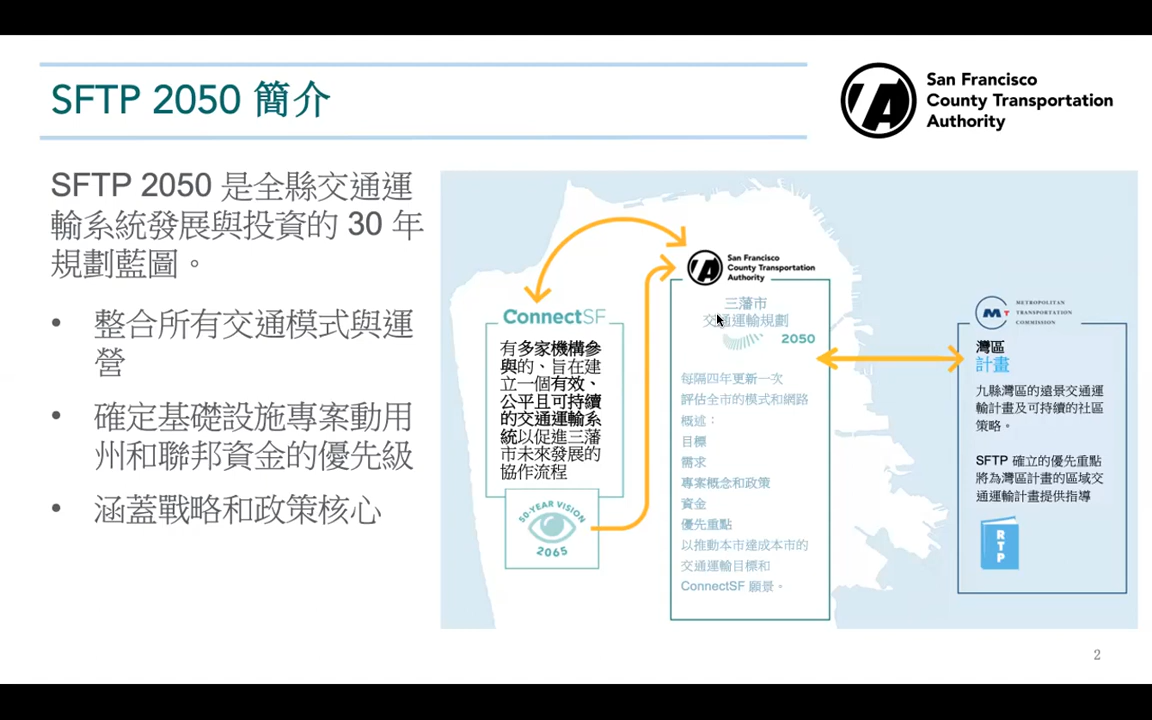 SFTP 2050 簡介
San Francisco
County Transportation
Authority
SFTP 2050 是全縣交通運
輸系統發展與投資的 30 年
規劃藍圖。
• 整合所有交通模式與運
營
• 確定基礎設施專案動用
州和聯邦資金的優先級
• 涵蓋戰略和政策核心
ConnectSF
有多家機構參
與的、旨在建
立一個有效、
公平且可持續
的交通運輸系
統以促進三藩
市未來發展的
協作流程
50-YEAR VISION
2065
San Francisco
County Transportation
Authority
三藩市
交通運輸規劃
2050
每隔四年更新一次
評估全市的模式和網路
概述：
目標
需求
專案概念和政策
資金
優先重點
以推動本市達成本市的
交通運輸目標和
ConnectSF 願景。
METROPOLITAN
MT TRANSPORTATION
COMMISSION
灣區
計畫
九縣灣區的遠景交通運
輸計畫及可持續的社區
策略。
SFTP 確立的優先重點
將為灣區計畫的區域交
通運輸計畫提供指導
RTP
2